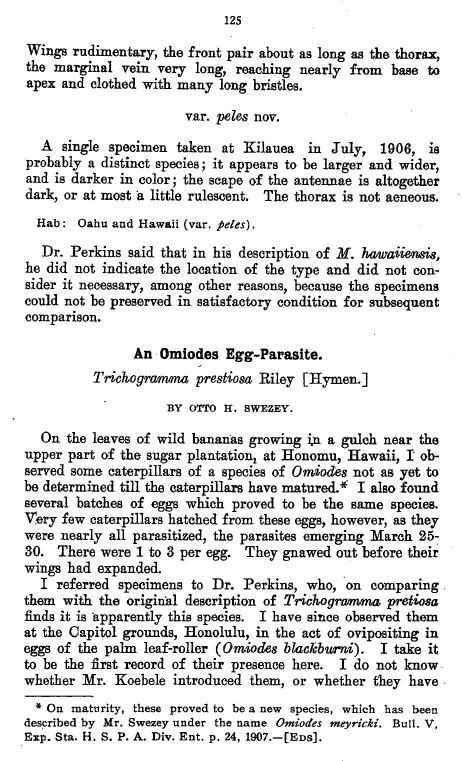 125
Wings rudimentary, the front pair about as long as the thorax,
the marginal vein very long, reaching nearly from base to
apex and clothed with many long bristles.
var. peles nov.
A single specimen taken at Kilauea in July, 1906, is
probably a distinct species; it appears to be larger and wider,
and is darker in color; the scape of the antennae is altogether
dark, or at most a little rulescent. The thorax is not aeneous.
Hab: Oahu and Hawaii (var. peles).
Dr. Perkins said that in his description of M. hawaiiensis,
he did not indicate the location of the type and did not con-
sider it necessary, among other reasons, because the specimens
could not be preserved in satisfactory condition for subsequent
comparison.
An Omiodes Egg-Parasite.
Trichogramma prestiosa Riley [Hymen.]
BY OTTO H. SWEZEY.
On the leaves of wild bananas growing in a gulch near the
upper part of the sugar plantation, at Honomu, Hawaii, I ob-
served some caterpillars of a species of Omiodes not as yet to
be determined till the caterpillars have matured.* I also found
several batches of eggs which proved to be the same species.
Very few caterpillars hatched from these eggs, however, as they
were nearly all parasitized, the parasites emerging March 25-
30. There were 1 to 3 per egg. They gnawed out before their
wings had expanded.
I referred specimens to Dr. Perkins, who, on comparing
them with the original description of Trichogramma pretiosa
finds it is apparently this species. I have since observed them
at the Capitol grounds, Honolulu, in the act of ovipositing in
eggs of the palm leaf-roller (Omiodes blackburni). I take it
to be the first record of their presence here. I do not know
whether Mr. Koebele introduced them, or whether they have
* On maturity, these proved to be a new species, which has been
described by Mr. Swezey under the name Omiodes meyricki. Bull. V,
Exp. Sta. H. S. P. A. Div. Ent. p. 24, 1907.—[EDS].